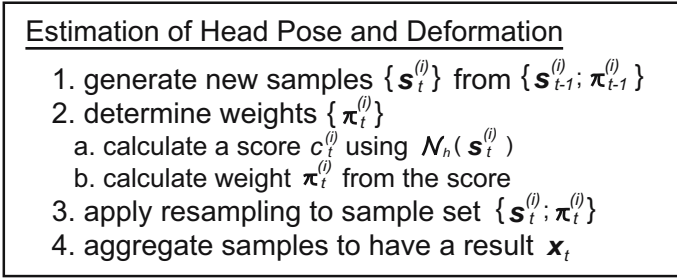 Estimation of Head Pose and Deformation
1. generate new samples {s_t^(i)} from {s_{t-1}^(i); π_{t-1}^(i)}
2. determine weights {π_t^(i)}
a. calculate a score c_t^(i) using N_h(s_t^(i))
b. calculate weight π_t^(i) from the score
3. apply resampling to sample set {s_t^(i); π_t^(i)}
4. aggregate samples to have a result x_t